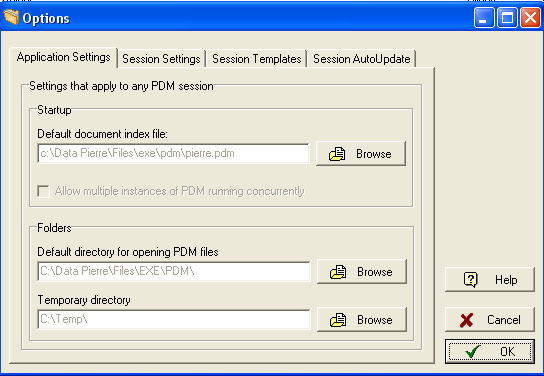 Options
Application Settings Session Settings Session Templates Session AutoUpdate
Settings that apply to any PDM session
Startup
Default document index file:
c:\Data Pierre\Files\exe\pdm\pierre.pdm Browse
Allow multiple instances of PDM running concurrently
Folders
Default directory for opening PDM files
C:\Data Pierre\Files\EXE\PDM\ Browse
Help
Temporary directory
C:\Temp\ Browse
Cancel
OK